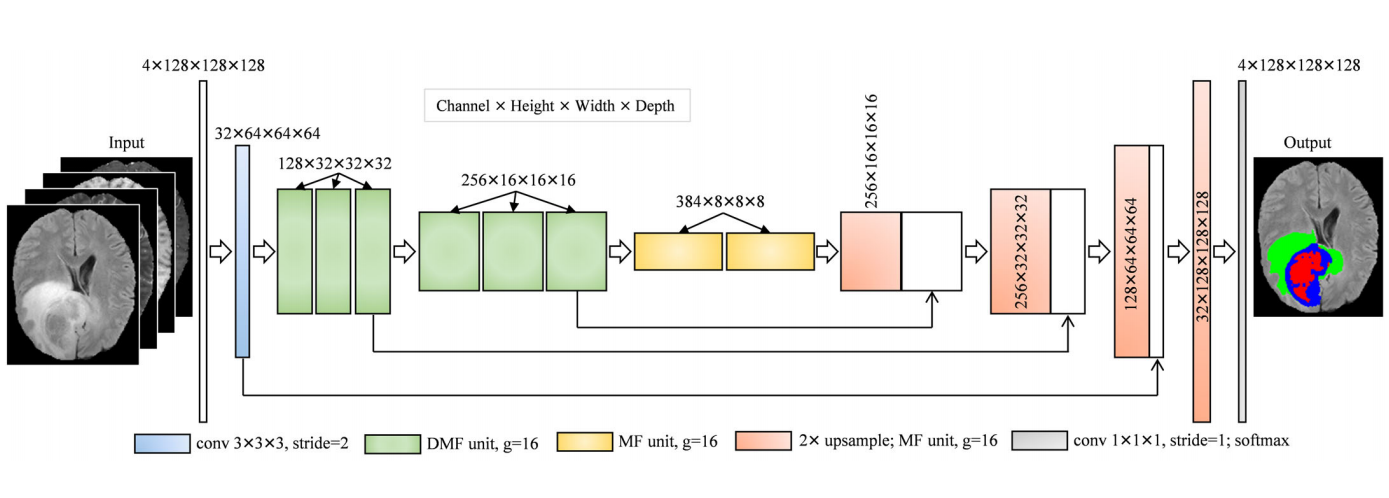 4×128×128×128
4×128×128×128
Channel × Height × Width × Depth
Input
32×64×64×64
128×32×32×32
256×16×16×16
384×8×8×8
256×16×16×16
256×32×32×32
128×64×64×64
32×128×128×128
Output
conv 3×3×3, stride=2
DMF unit, g=16
MF unit, g=16
2× upsample; MF unit, g=16
conv 1×1×1, stride=1; softmax